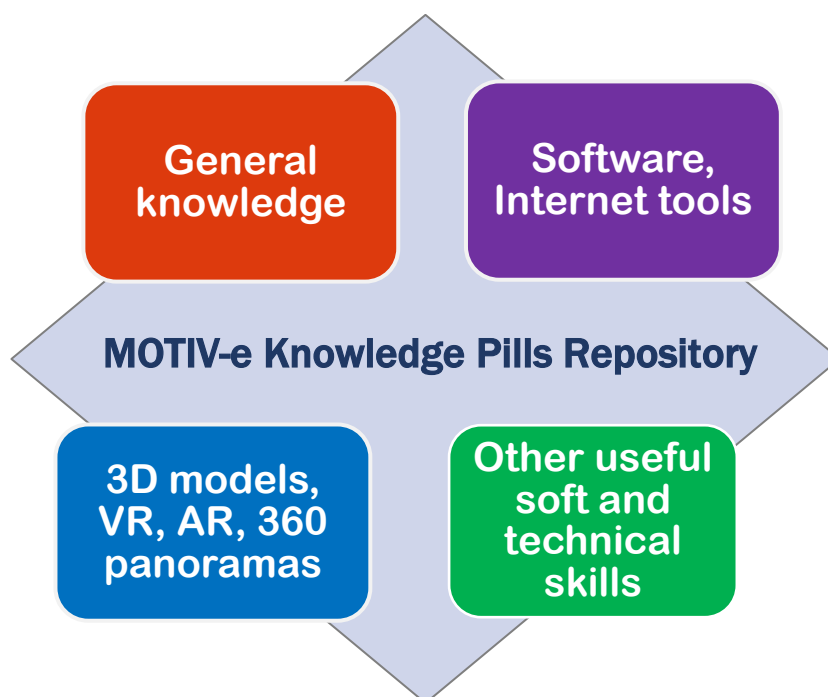 General
knowledge
Software,
Internet tools
MOTIV-e Knowledge Pills Repository
3D models,
VR, AR, 360
panoramas
Other useful
soft and
technical
skills